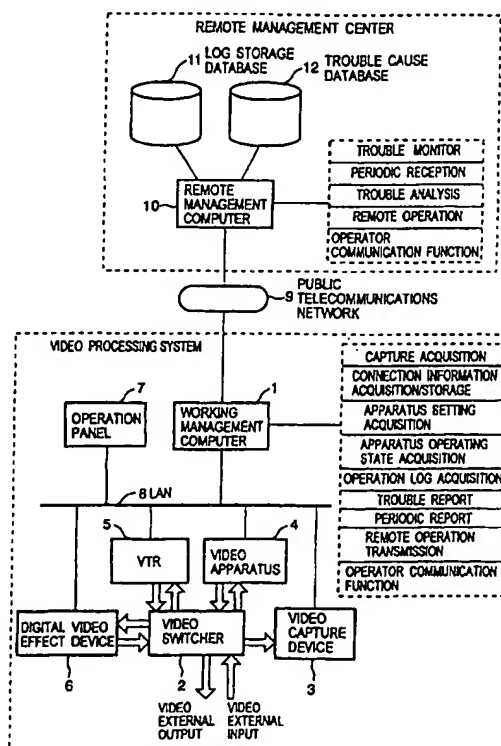 REMOTE MANAGEMENT CENTER
11 LOG STORAGE
DATABASE
12 TROUBLE CAUSE
DATABASE
REMOTE
MANAGEMENT
COMPUTER
10
TROUBLE MONITOR
PERIODIC RECEPTION
TROUBLE ANALYSIS
REMOTE OPERATION
OPERATOR
COMMUNICATION FUNCTION
9 PUBLIC
TELECOMMUNICATIONS
NETWORK
VIDEO PROCESSING SYSTEM
7
OPERATION
PANEL
1
WORKING
MANAGEMENT
COMPUTER
CAPTURE ACQUISITION
CONNECTION INFORMATION
ACQUISITION/STORAGE
APPARATUS SETTING
ACQUISITION
APPARATUS OPERATING
STATE ACQUISITION
OPERATION LOG ACQUISITION
TROUBLE REPORT
PERIODIC REPORT
REMOTE OPERATION
TRANSMISSION
OPERATOR COMMUNICATION
FUNCTION
8 LAN
5
VTR
4
VIDEO
APPARATUS
DIGITAL VIDEO
EFFECT DEVICE
6
VIDEO
SWITCHER
2
VIDEO
CAPTURE
DEVICE
3
VIDEO
EXTERNAL
OUTPUT
VIDEO
EXTERNAL
INPUT